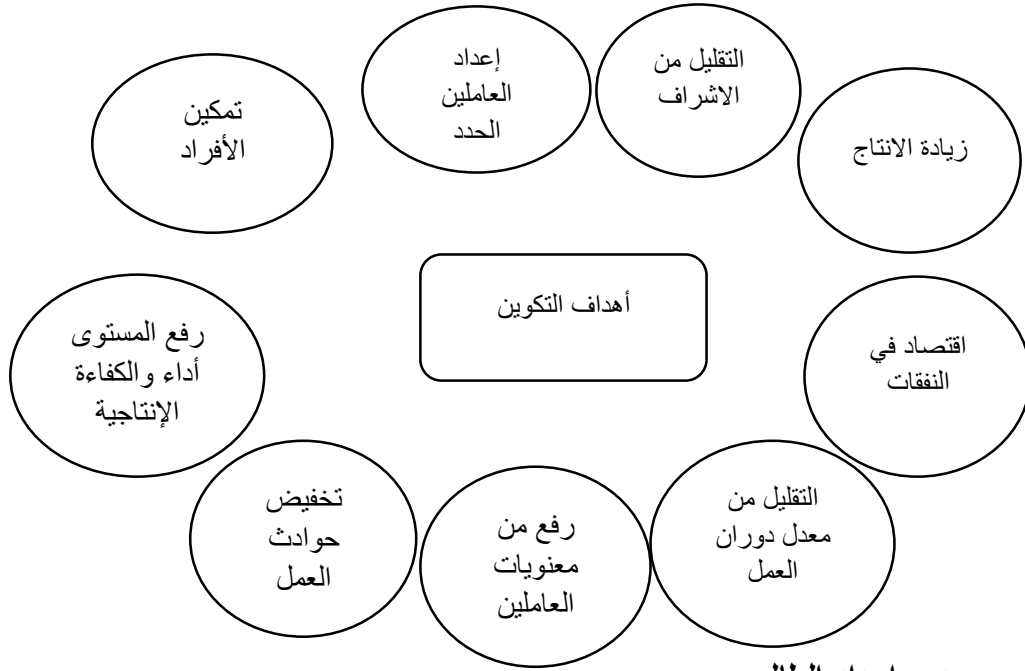 أهداف التكوين
زيادة الانتاج
التقليل من
الاشراف
إعداد
العاملين
الحدد
تمكين
الأفراد
رفع المستوى
أداء والكفاءة
الإنتاجية
تخفيض
حوادث
العمل
رفع من
معنويات
العاملين
التقليل من
معدل دوران
العمل
اقتصاد في
النفقات